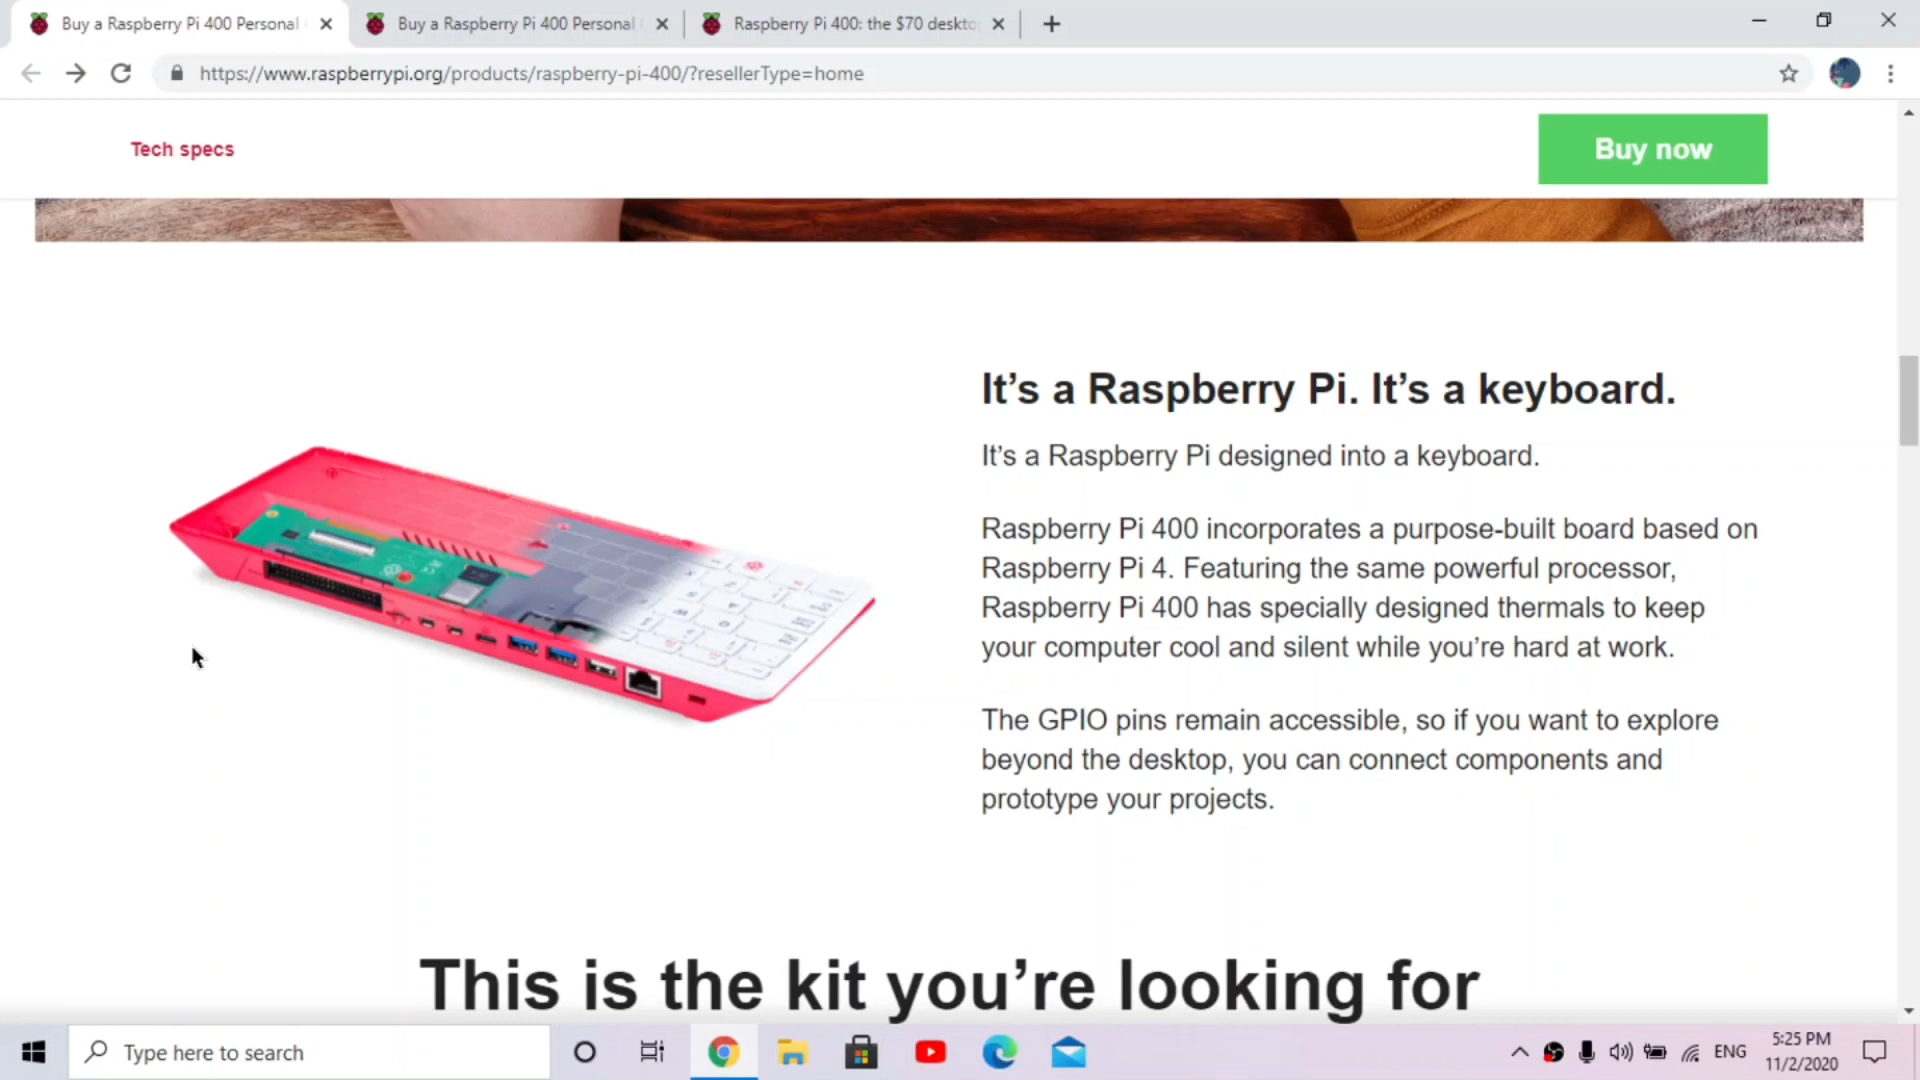 Buy a Raspberry Pi 400 Personal
Buy a Raspberry Pi 400 Personal
Raspberry Pi 400: the $70 deskto
https://www.raspberrypi.org/products/raspberry-pi-400/?resellerType=home
Tech specs
Buy now
It’s a Raspberry Pi. It’s a keyboard.
It’s a Raspberry Pi designed into a keyboard.
Raspberry Pi 400 incorporates a purpose-built board based on
Raspberry Pi 4. Featuring the same powerful processor,
Raspberry Pi 400 has specially designed thermals to keep
your computer cool and silent while you’re hard at work.
The GPIO pins remain accessible, so if you want to explore
beyond the desktop, you can connect components and
prototype your projects.
This is the kit you’re looking for
Type here to search
ENG
5:25 PM
11/2/2020